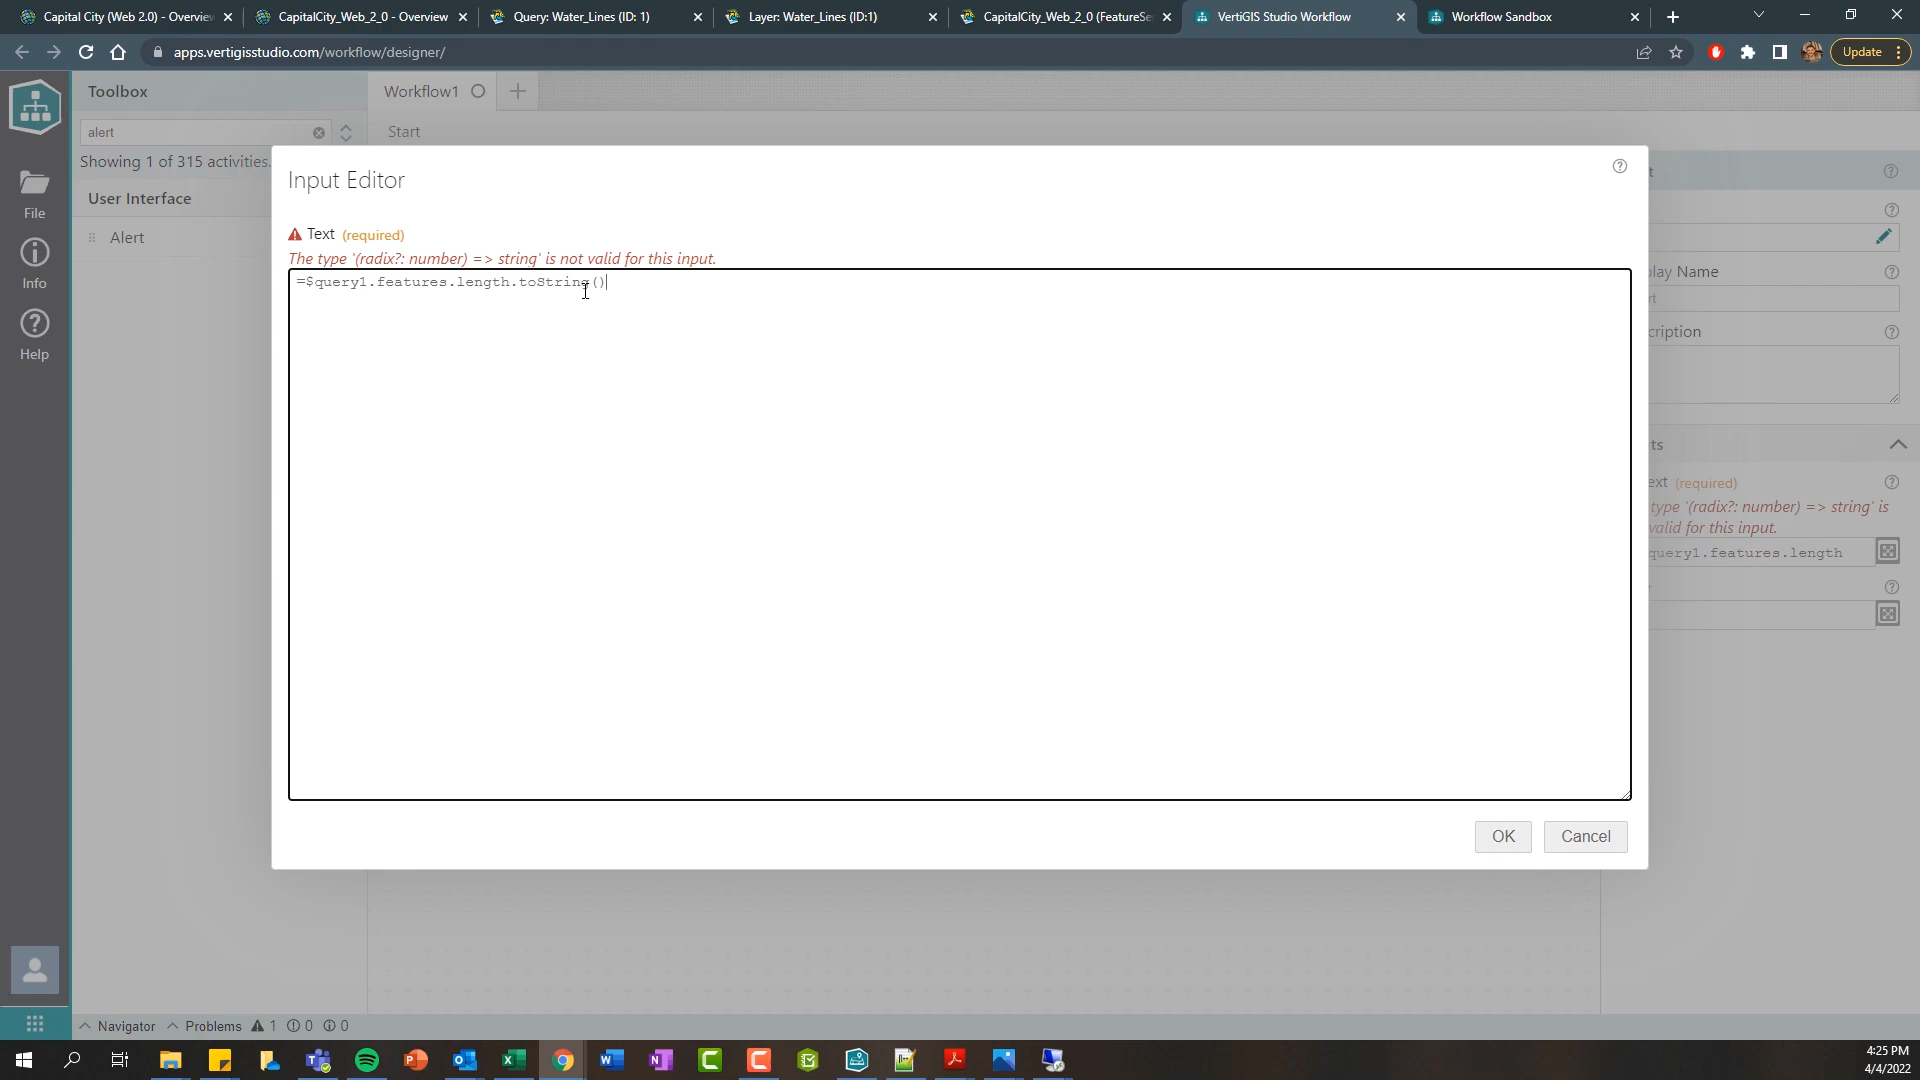 Capital City (Web 2.0) - Overvie
CapitalCity_Web_2_0 - Overview
Query: Water_Lines (ID: 1)
Layer: Water_Lines (ID:1)
CapitalCity_Web_2_0 (FeatureSe
VertiGIS Studio Workflow
Workflow Sandbox
apps.vertigisstudio.com/workflow/designer/
Update
Toolbox
Workflow1
alert
Start
Showing 1 of 315 activities.
User Interface
Alert
File
Info
Help
Input Editor
Text (required)
The type '(radix?: number) => string' is not valid for this input.
=$query1.features.length.toString()
OK
Cancel
t
lay Name
rt
cription
ts
ext (required)
type '(radix?: number) => string' is
valid for this input.
query1.features.length
Navigator
Problems
1
0
0
4:25 PM
4/4/2022